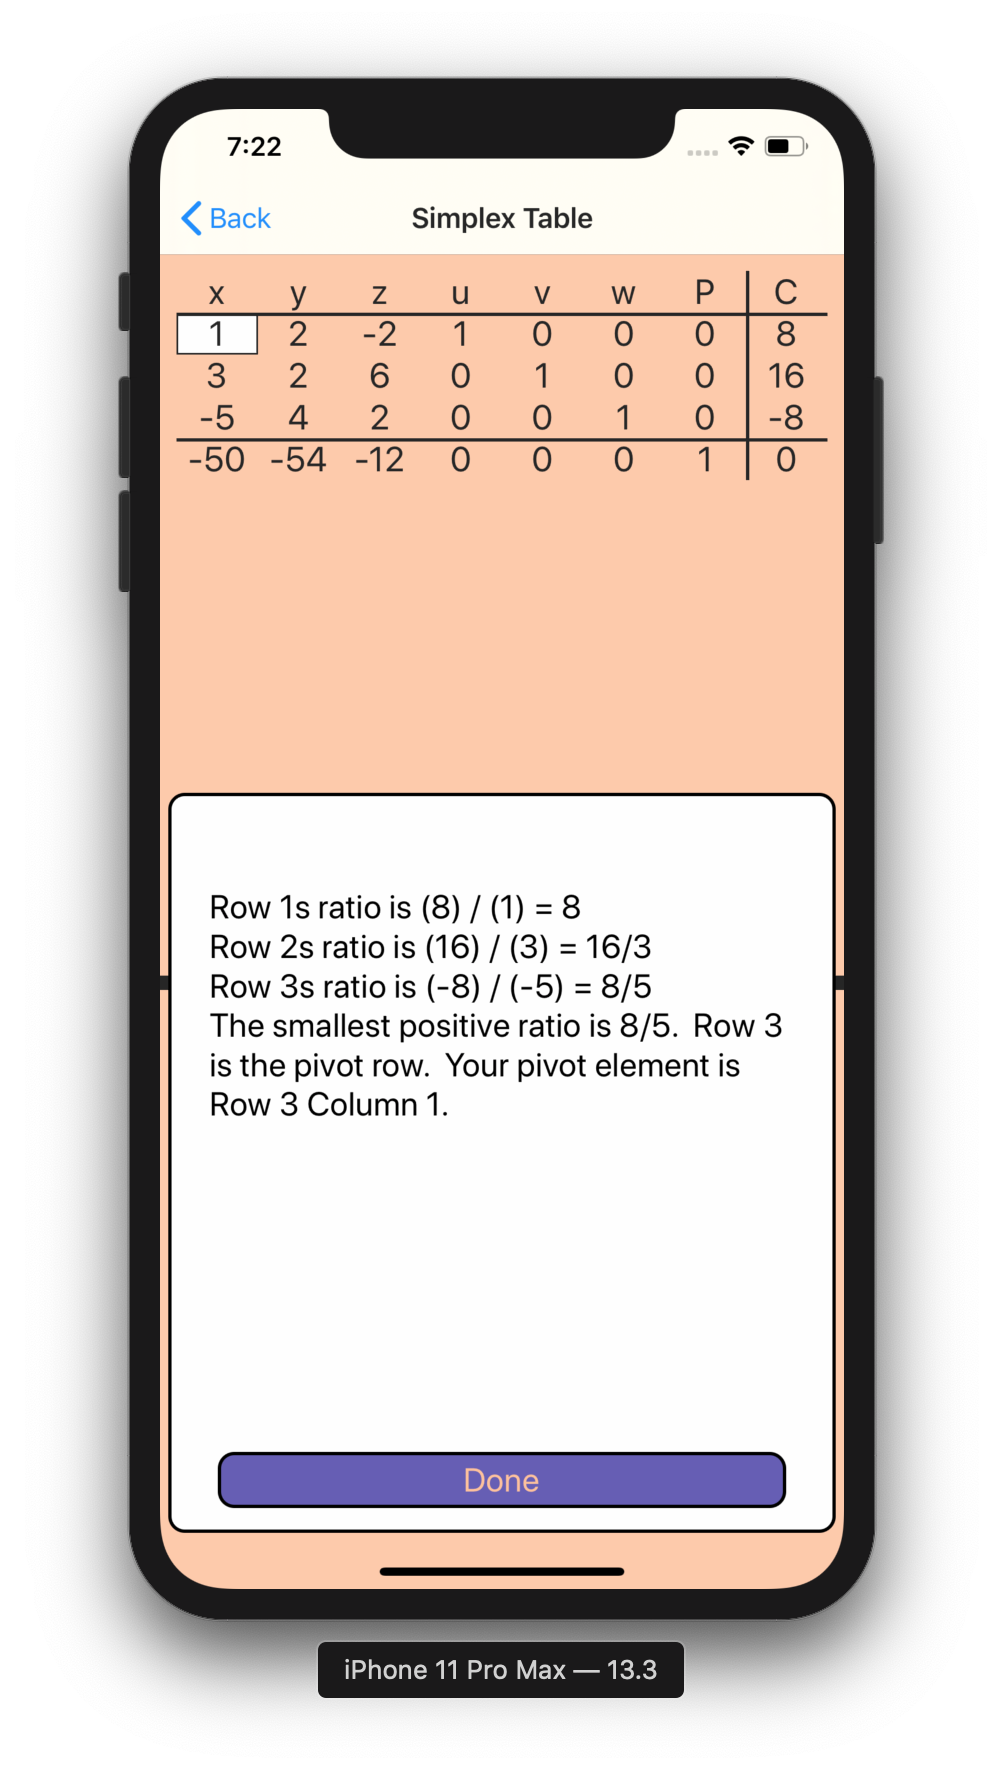 7:22
Back
Simplex Table
x y z u v w P C
1 2 -2 1 0 0 0 8
3 2 6 0 1 0 0 16
-5 4 2 0 0 1 0 -8
-50 -54 -12 0 0 0 1 0
Row 1s ratio is (8) / (1) = 8
Row 2s ratio is (16) / (3) = 16/3
Row 3s ratio is (-8) / (-5) = 8/5
The smallest positive ratio is 8/5.  Row 3
is the pivot row.  Your pivot element is
Row 3 Column 1.
Done
iPhone 11 Pro Max — 13.3